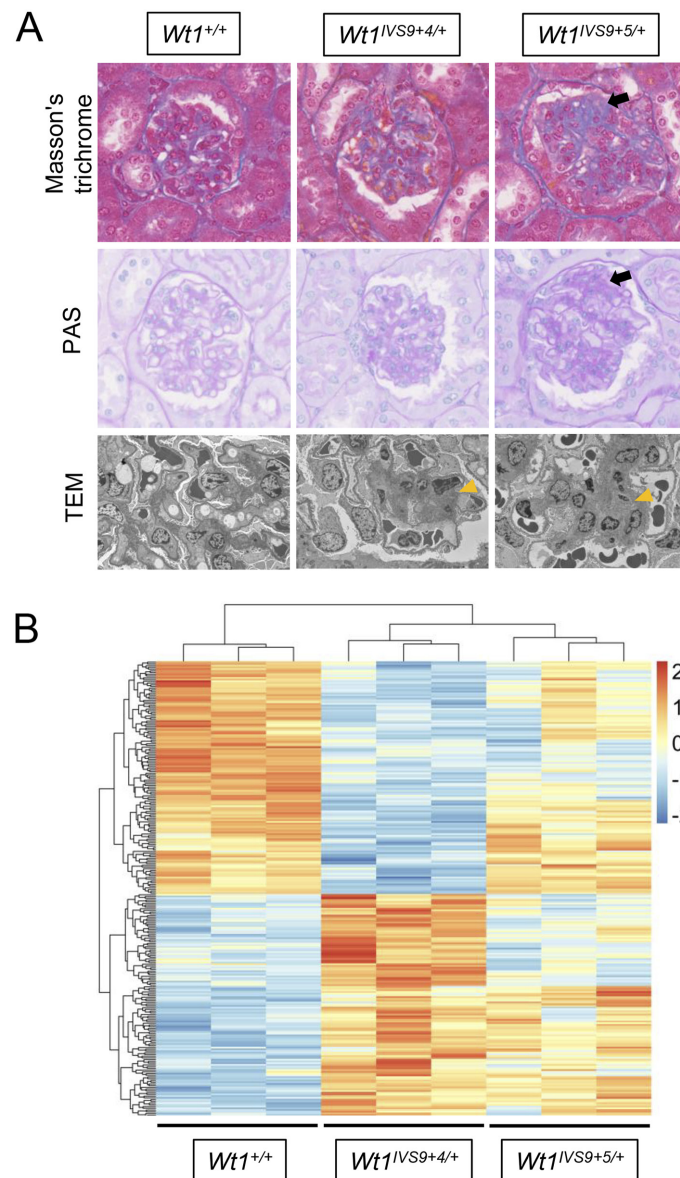 A
Wt1+/+
Wt1IVS9+4/+
Wt1IVS9+5/+
Masson's
trichrome
PAS
TEM
B
2
1
0
-
-
Wt1+/+
Wt1IVS9+4/+
Wt1IVS9+5/+